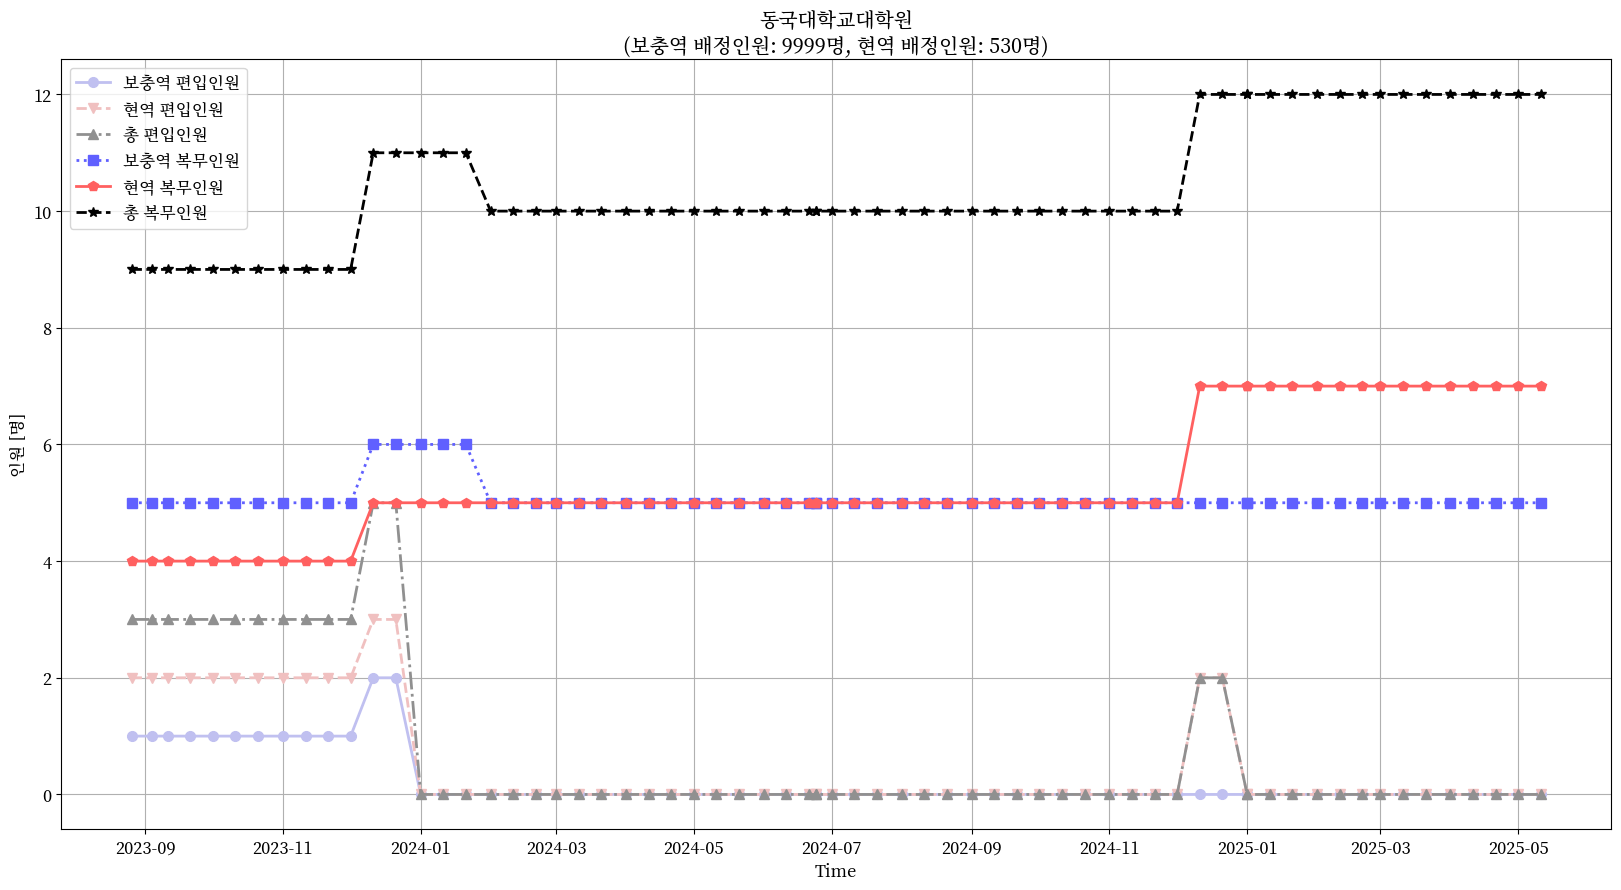 동국대학교대학원
(보충역 배정인원: 9999명, 현역 배정인원: 530명)
보충역 편입인원
현역 편입인원
총 편입인원
보충역 복무인원
현역 복무인원
총 복무인원
인원 [명]
12
10
8
6
4
2
0
2023-09
2023-11
2024-01
2024-03
2024-05
2024-07
2024-09
2024-11
2025-01
2025-03
2025-05
Time